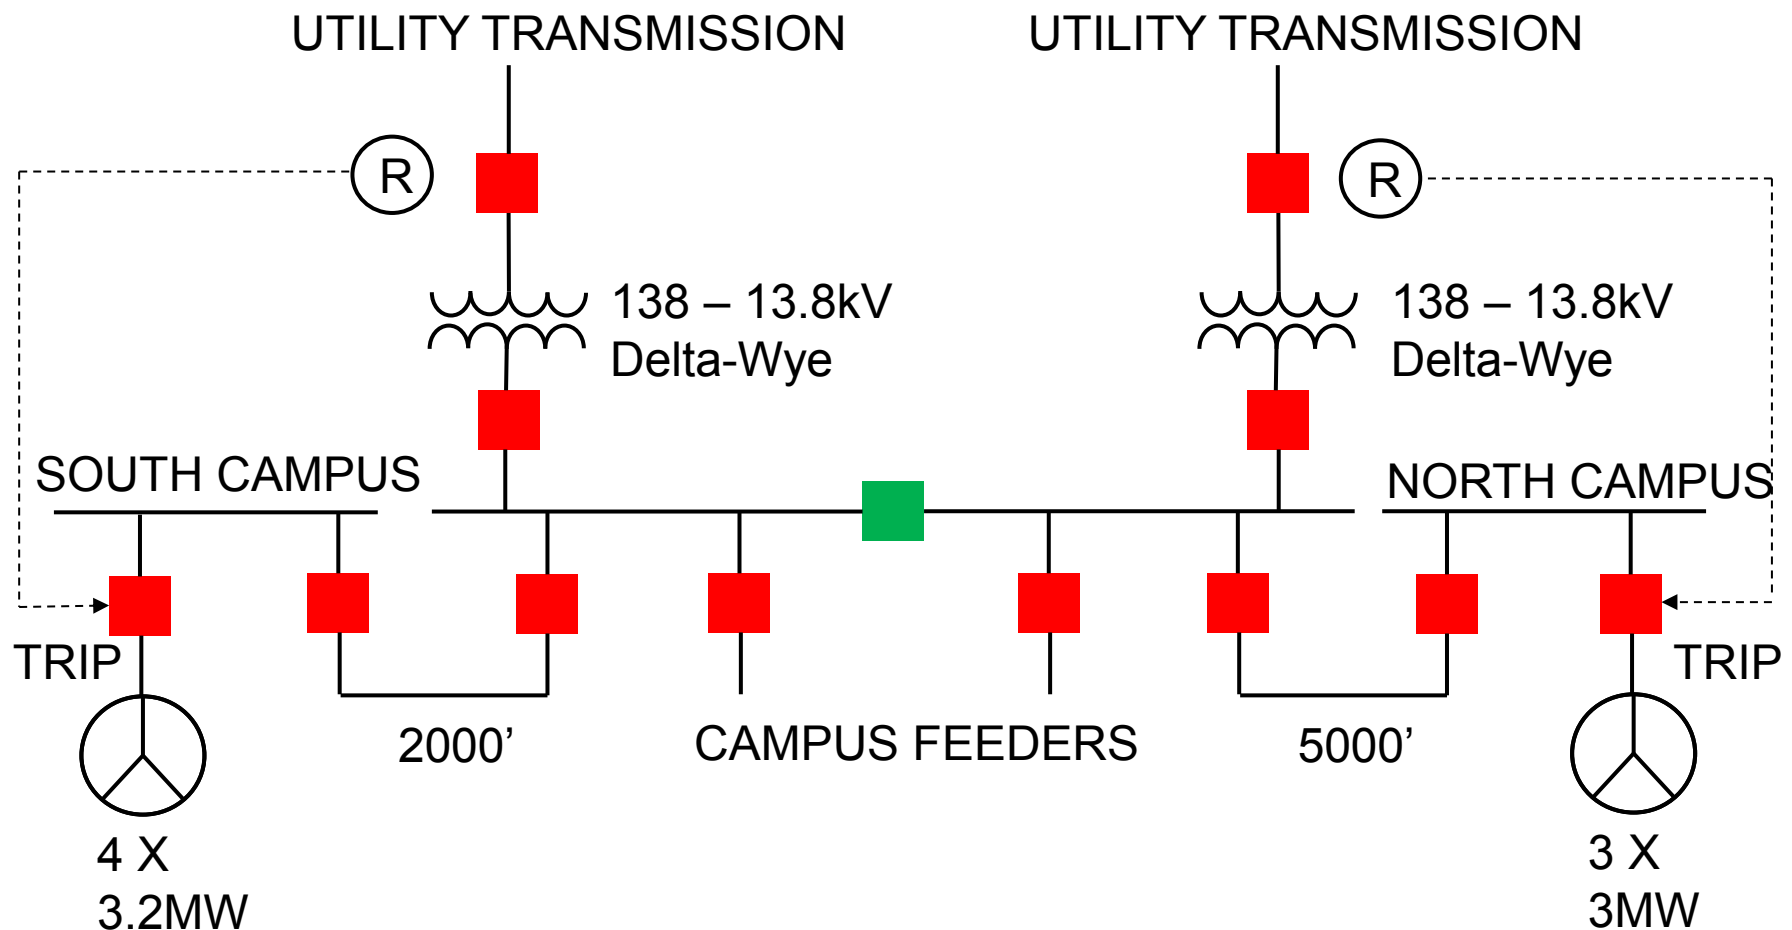 UTILITY TRANSMISSION
UTILITY TRANSMISSION
R
R
138 – 13.8kV
Delta-Wye
138 – 13.8kV
Delta-Wye
SOUTH CAMPUS
NORTH CAMPUS
TRIP
TRIP
2000’
CAMPUS FEEDERS
5000’
4 X
3.2MW
3 X
3MW